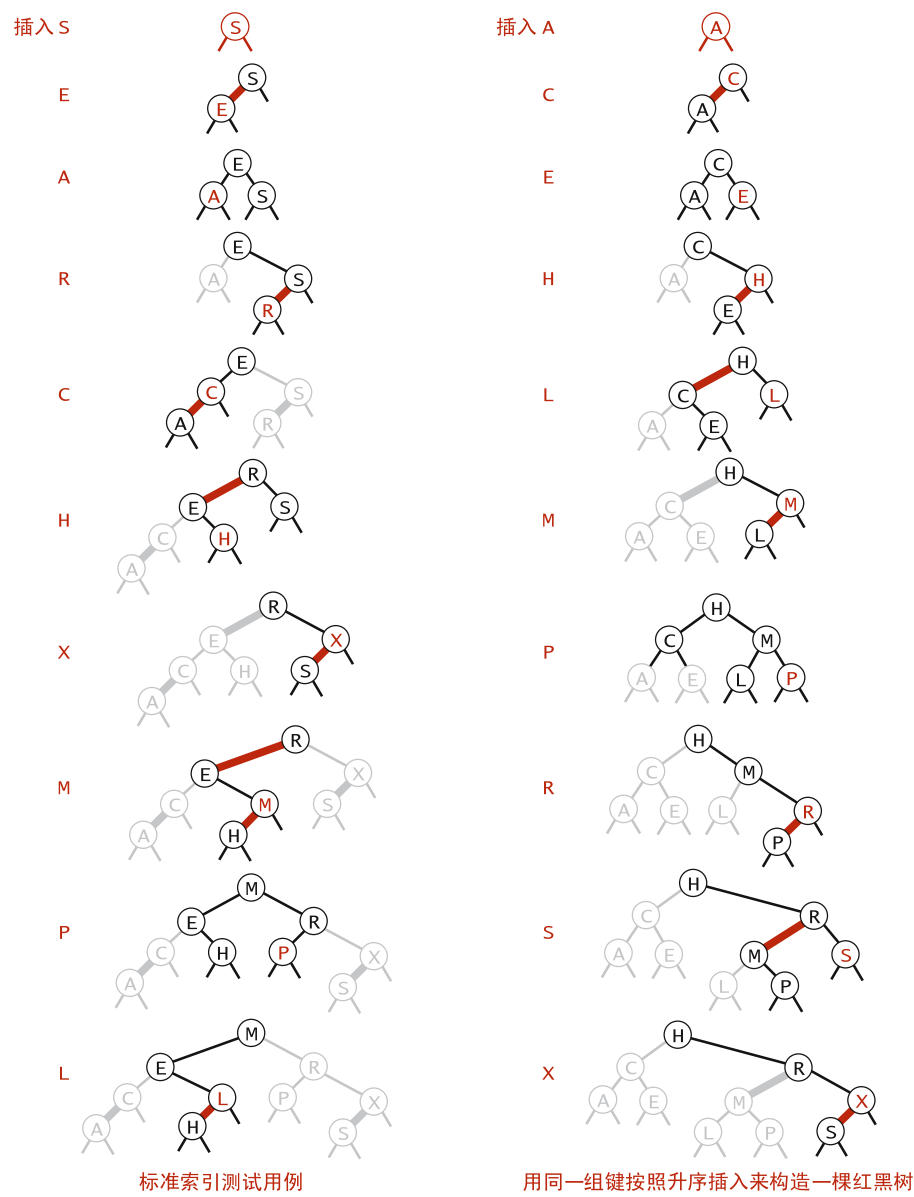 插入 S
S
S
E
E
E
A
A S
E
R
A S
R
E
C
C S
A R
R
E S
H
C H
A
R
E X
X
C H S
A
R
E X
M
C M S
A H
M
E R
P
C H P X
A S
M
E R
L
C L P X
A H S
标准索引测试用例
插入 A
A
C
C
A
C
E
A E
C
H
A H
E
H
L
C L
A E
H
C M
M
A E L
H
P
C M
A E L P
H
C M
R
A E L R
P
H
C R
S
A E M S
L P
H
C R
X
A E M X
L P S
用同一组键按照升序插入来构造一棵红黑树